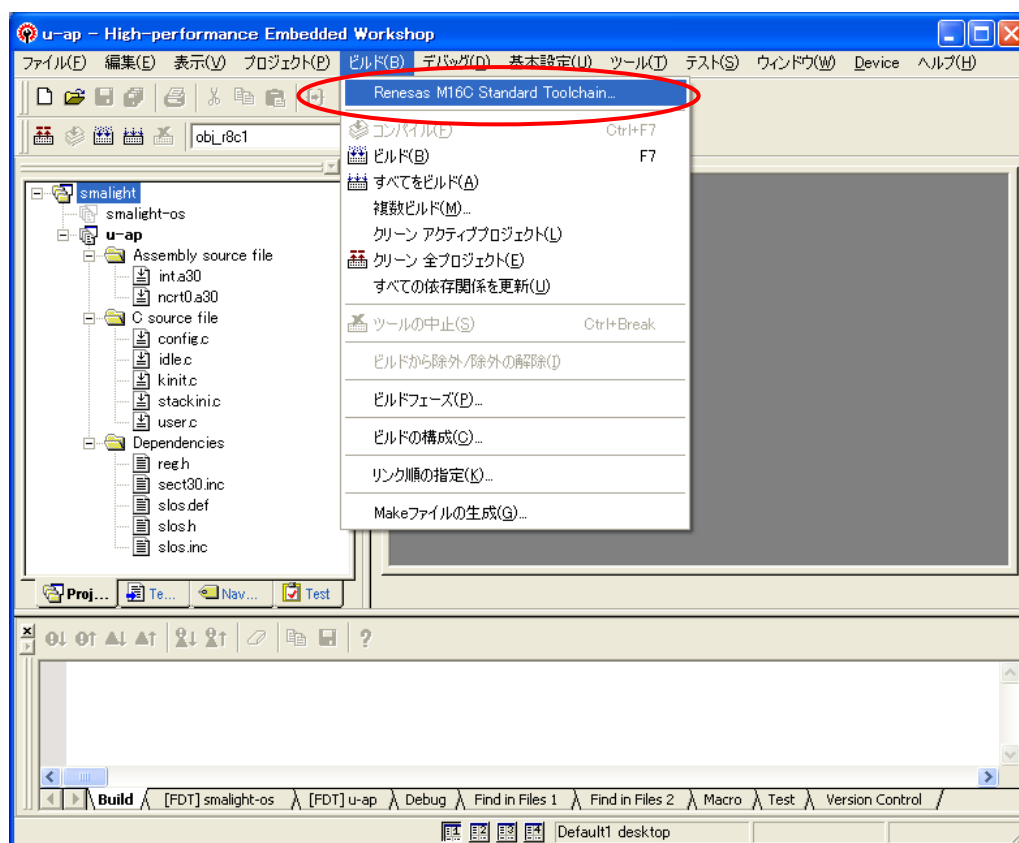 u-ap - High-performance Embedded Workshop
ファイル(F) 編集(E) 表示(V) プロジェクト(P) ビルド(B) デバッグ(D) 基本設定(U) ツール(T) テスト(S) ウィンドウ(W) Device ヘルプ(H)
Renesas M16C Standard Toolchain...
obj_r8c1
コンパイル(F) Ctrl+F7
ビルド(B) F7
すべてをビルド(A)
複数ビルド(M)...
クリーン アクティブプロジェクト(L)
クリーン 全プロジェクト(E)
すべての依存関係を更新(U)
ツールの中止(S) Ctrl+Break
ビルドから除外/除外の解除(I)
ビルドフェーズ(P)...
ビルドの構成(C)...
リンク順の指定(K)...
Makeファイルの生成(G)...
smalight
smalight-os
u-ap
Assembly source file
int.a30
ncrt0.a30
C source file
config.c
idle.c
kinit.c
stackini.c
user.c
Dependencies
reg.h
sect30.inc
slos.def
slos.h
slos.inc
Proj... Te... Nav... Test
Build [FDT] smalight-os [FDT] u-ap Debug Find in Files 1 Find in Files 2 Macro Test Version Control
1 2 3 4 Default1 desktop